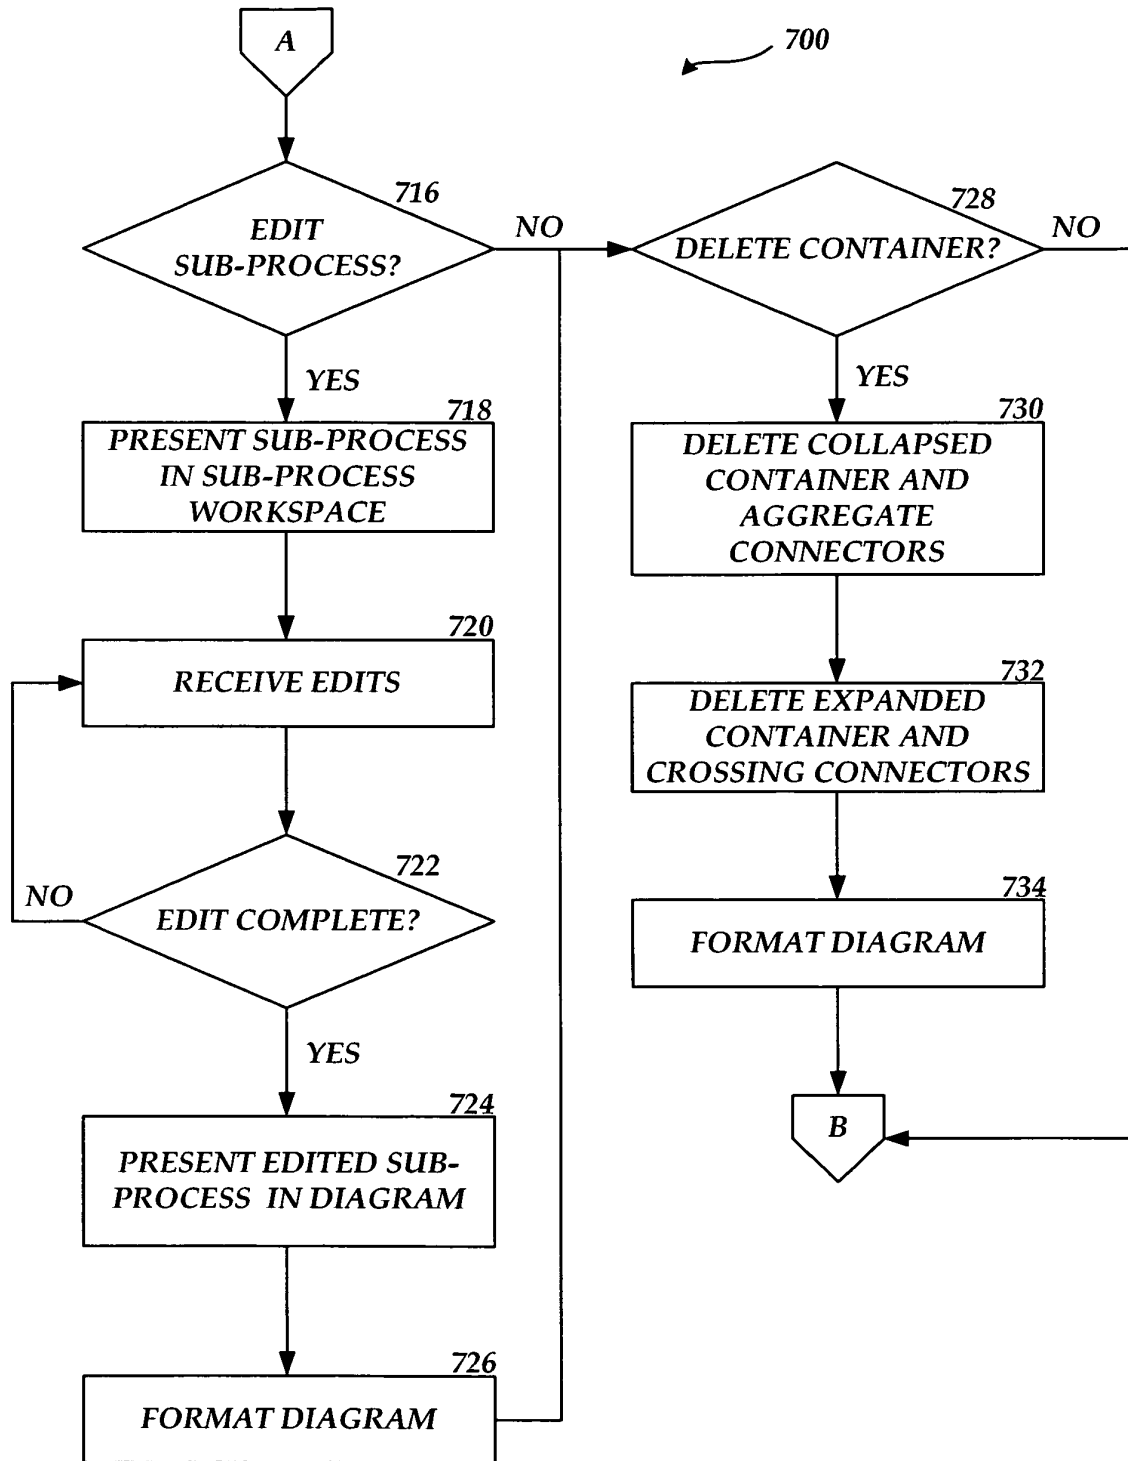 A
700
716
EDIT
SUB-PROCESS?
NO
YES
718
PRESENT SUB-PROCESS
IN SUB-PROCESS
WORKSPACE
720
RECEIVE EDITS
722
EDIT COMPLETE?
NO
YES
724
PRESENT EDITED SUB-
PROCESS IN DIAGRAM
726
FORMAT DIAGRAM
728
DELETE CONTAINER?
NO
YES
730
DELETE COLLAPSED
CONTAINER AND
AGGREGATE
CONNECTORS
732
DELETE EXPANDED
CONTAINER AND
CROSSING CONNECTORS
734
FORMAT DIAGRAM
B